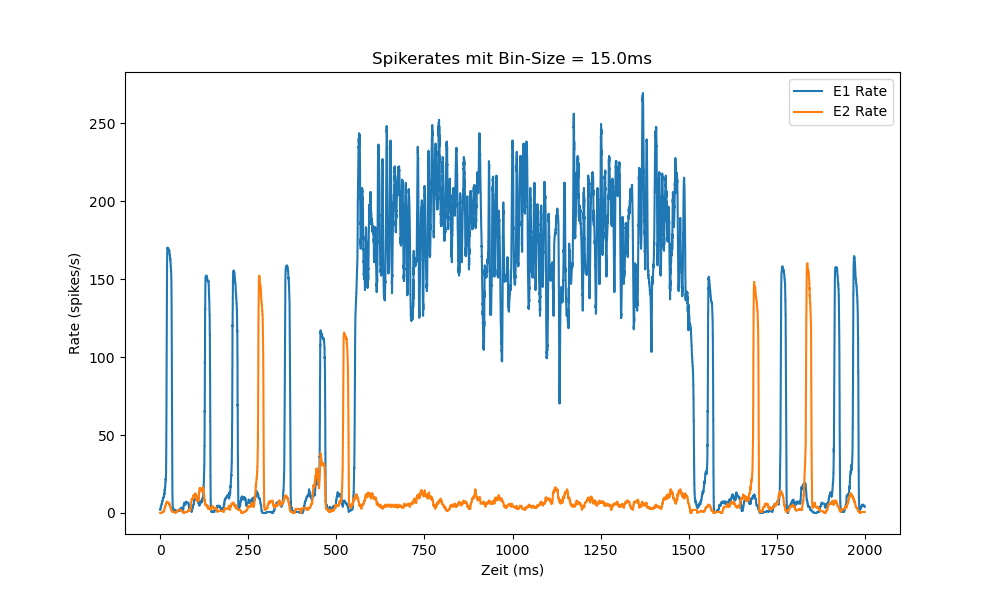 Spikerates mit Bin-Size = 15.0ms
E1 Rate
E2 Rate
Rate (spikes/s)
250
200
150
100
50
0
0 250 500 750 1000 1250 1500 1750 2000
Zeit (ms)